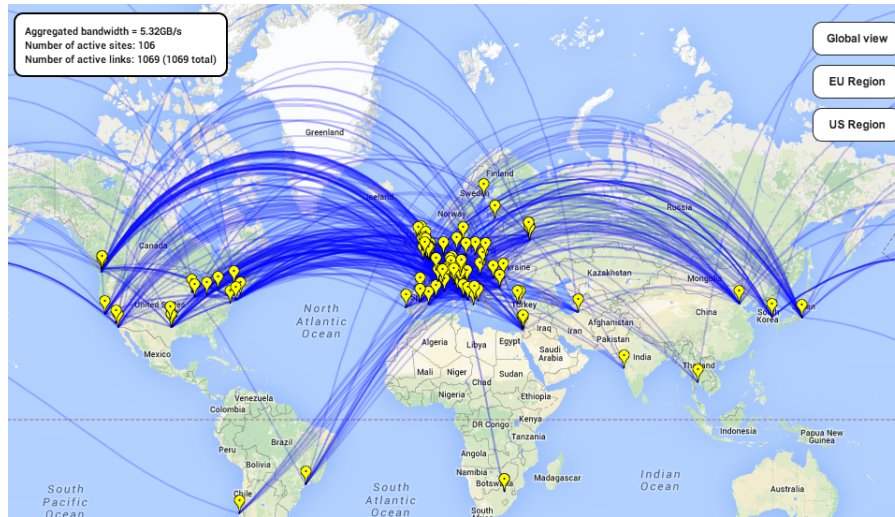 Aggregated bandwidth = 5.32GB/s
Number of active sites: 106
Number of active links: 1069 (1069 total)
Global view
EU Region
US Region
Greenland
Iceland
Finland
Sweden
Norway
Russia
Canada
Ukraine
Kazakhstan
Mongolia
United States
North
Atlantic
Ocean
Turkey
China
South
Korea
Afghanistan
Iraq
Iran
Pakistan
Algeria
Libya
Egypt
Saudi
Arabia
India
Thailand
Mexico
Mali
Niger
Chad
Sudan
Nigeria
Ethiopia
Venezuela
Colombia
DR Congo
Kenya
Tanzania
Indonesia
Papua New
Guinea
Peru
Brazil
Bolivia
Angola
Namibia
Botswana
Madagascar
Indian
Ocean
Australia
Chile
South
Pacific
Ocean
South
Atlantic
Ocean